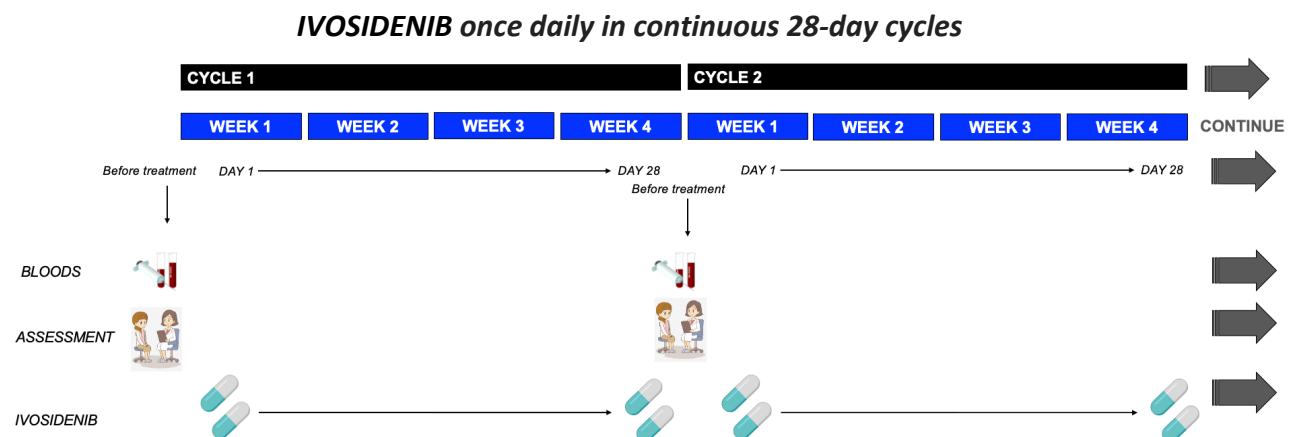 IVOSIDENIB once daily in continuous 28-day cycles
CYCLE 1 CYCLE 2
WEEK 1 WEEK 2 WEEK 3 WEEK 4 WEEK 1 WEEK 2 WEEK 3 WEEK 4 CONTINUE
Before treatment DAY 1 DAY 28 DAY 1 DAY 28
Before treatment
BLOODS
ASSESSMENT
IVOSIDENIB